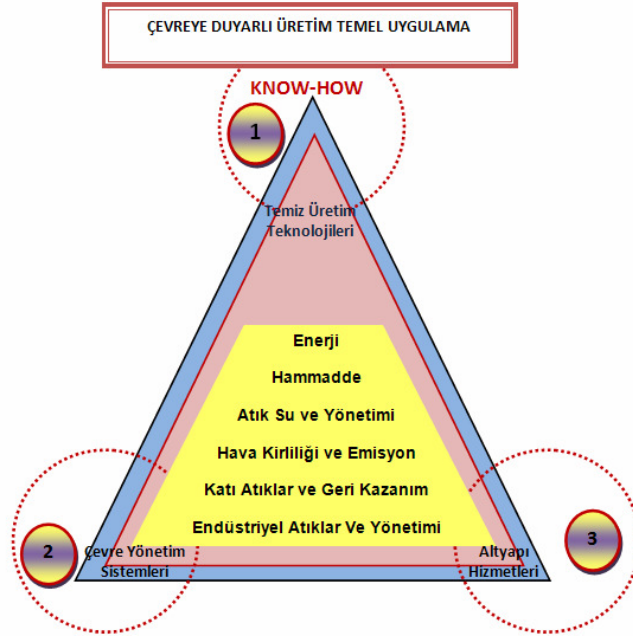 ÇEVREYE DUYARLI ÜRETİM TEMEL UYGULAMA
KNOW-HOW
1
Temiz Üretim
Teknolojileri
Enerji
Hammadde
Atık Su ve Yönetimi
Hava Kirliliği ve Emisyon
Katı Atıklar ve Geri Kazanım
Endüstriyel Atıklar Ve Yönetimi
2
Çevre Yönetim
Sistemleri
Altyapı
Hizmetleri
3